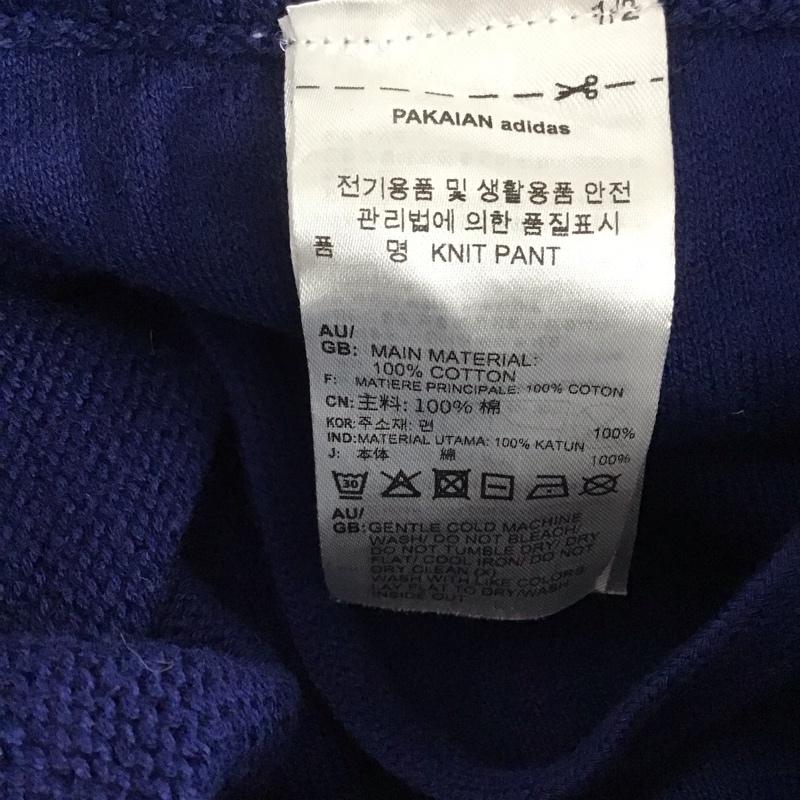 1/2
PAKAIAN adidas
전기용품 및 생활용품 안전
관리법에 의한 품질표시
품 명 KNIT PANT
AU/
GB: MAIN MATERIAL:
100% COTTON
F: MATIERE PRINCIPALE: 100% COTON
CN: 主料: 100% 棉
KOR: 주소재: 면 100%
IND: MATERIAL UTAMA: 100% KATUN
J: 本体 綿 100%
30
AU/
GB: GENTLE COLD MACHINE
WASH/ DO NOT BLEACH/
DO NOT TUMBLE DRY/ DRY
FLAT/ COOL IRON/ DO NOT
DRY CLEAN (X)
WASH WITH LIKE COLORS
LAY FLAT TO DRY/WASH
INSIDE OUT